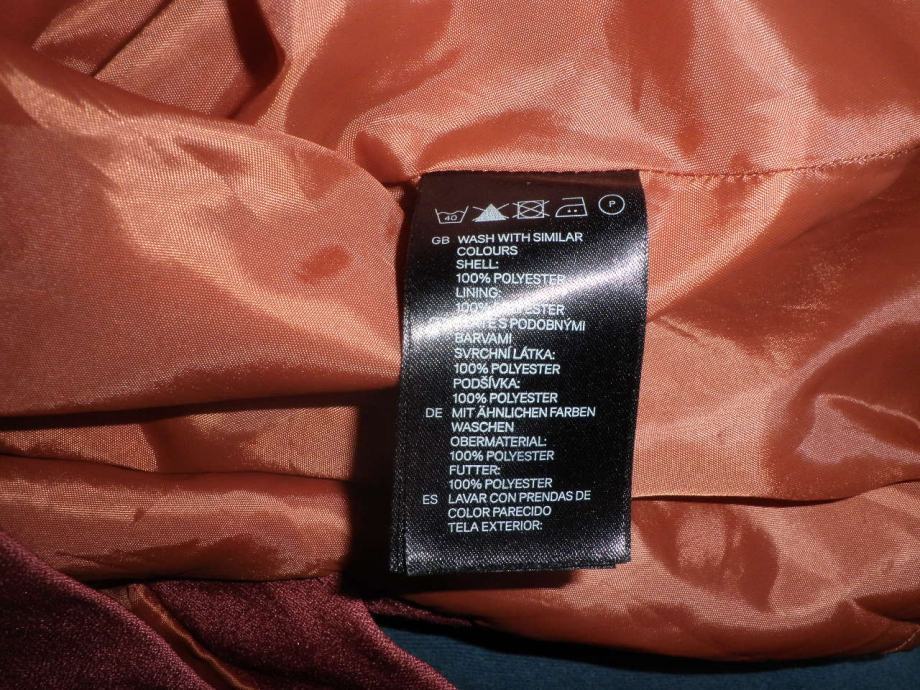 40 P
GB WASH WITH SIMILAR
COLOURS
SHELL:
100% POLYESTER
LINING:
100% POLYESTER
S PODOBNÝMI
BARVAMI
SVRCHNÍ LÁTKA:
100% POLYESTER
PODŠÍVKA:
100% POLYESTER
DE MIT ÄHNLICHEN FARBEN
WASCHEN
OBERMATERIAL:
100% POLYESTER
FUTTER:
100% POLYESTER
ES LAVAR CON PRENDAS DE
COLOR PARECIDO
TELA EXTERIOR: